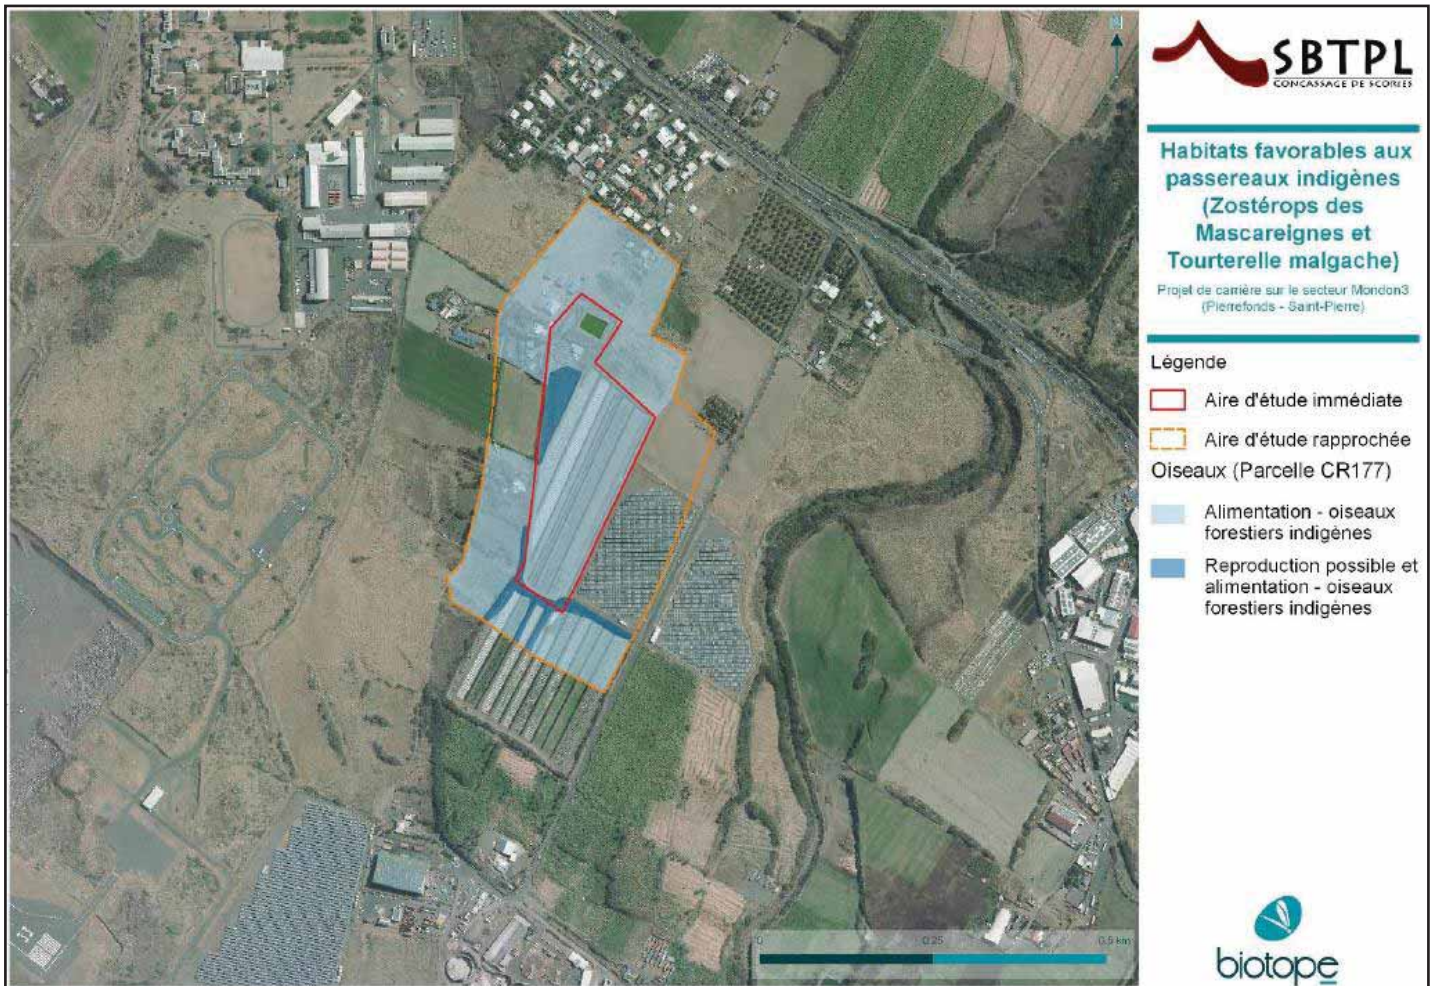 SBTPL
CONCASSAGE DE SCORIES
Habitats favorables aux
passereaux indigènes
(Zostérops des
Mascareignes et
Tourterelle malgache)
Projet de carrière sur le secteur Mondon3
(Pierrefonds - Saint-Pierre)
Légende
Aire d'étude immédiate
Aire d'étude rapprochée
Oiseaux (Parcelle CR177)
Alimentation - oiseaux
forestiers indigènes
Reproduction possible et
alimentation - oiseaux
forestiers indigènes
N
0 0.25 0.5 km
biotope